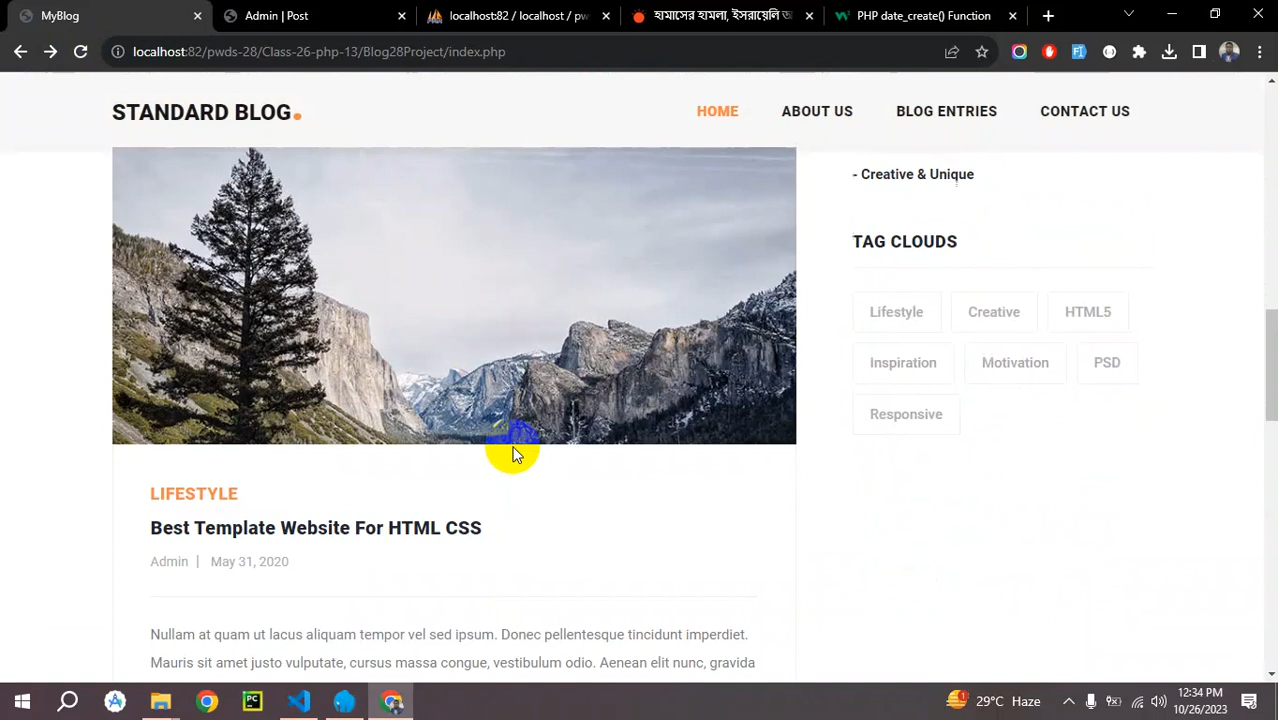 MyBlog
Admin | Post
localhost:82 / localhost / pw
হামাসের হামলা, ইসরায়েলি অ
PHP date_create() Function
localhost:82/pwds-28/Class-26-php-13/Blog28Project/index.php
STANDARD BLOG.
HOME
ABOUT US
BLOG ENTRIES
CONTACT US
- Creative & Unique
TAG CLOUDS
Lifestyle
Creative
HTML5
Inspiration
Motivation
PSD
Responsive
LIFESTYLE
Best Template Website For HTML CSS
Admin | May 31, 2020
Nullam at quam ut lacus aliquam tempor vel sed ipsum. Donec pellentesque tincidunt imperdiet.
Mauris sit amet justo vulputate, cursus massa congue, vestibulum odio. Aenean elit nunc, gravida
29°C Haze
12:34 PM
10/26/2023